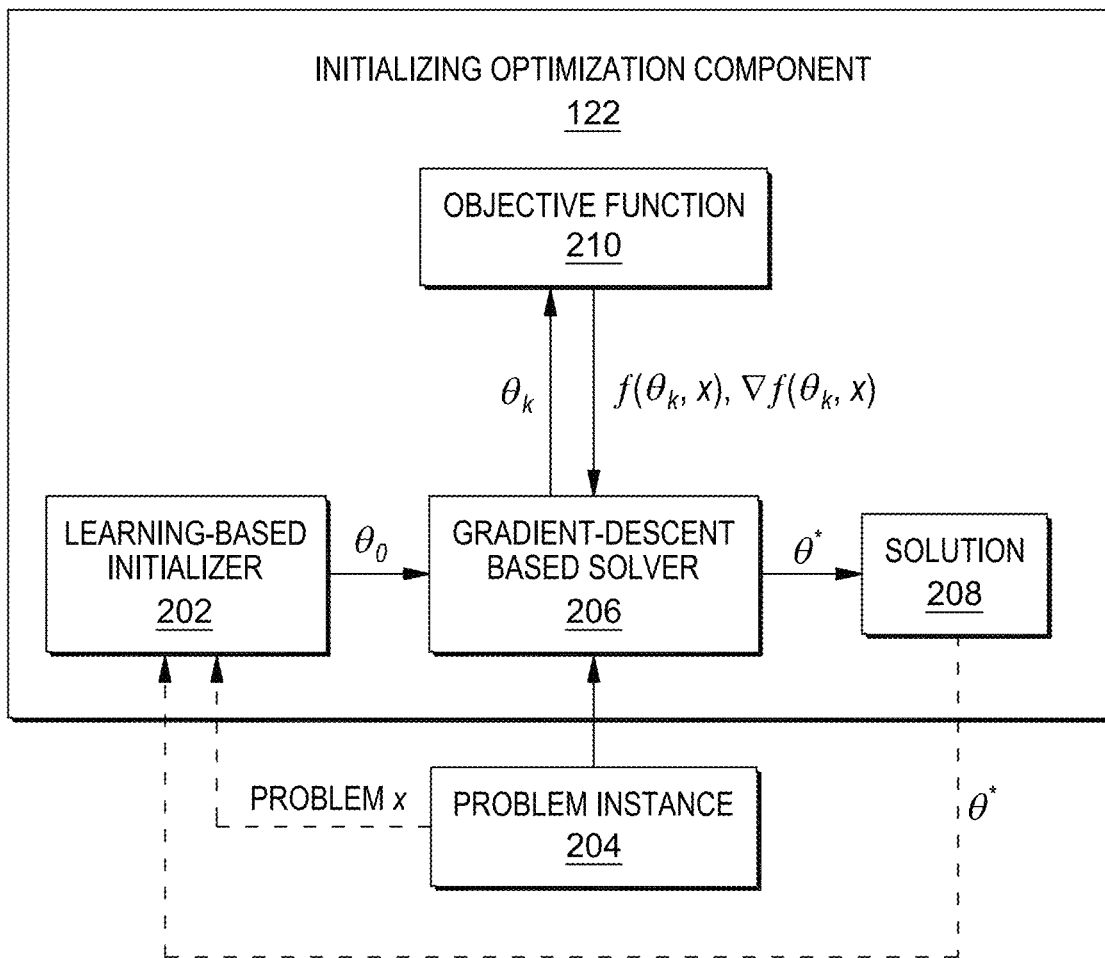 INITIALIZING OPTIMIZATION COMPONENT
122
OBJECTIVE FUNCTION
210
θk
f(θk, x), ∇f(θk, x)
LEARNING-BASED
INITIALIZER
202
θ0
GRADIENT-DESCENT
BASED SOLVER
206
θ*
SOLUTION
208
PROBLEM x
PROBLEM INSTANCE
204
θ*